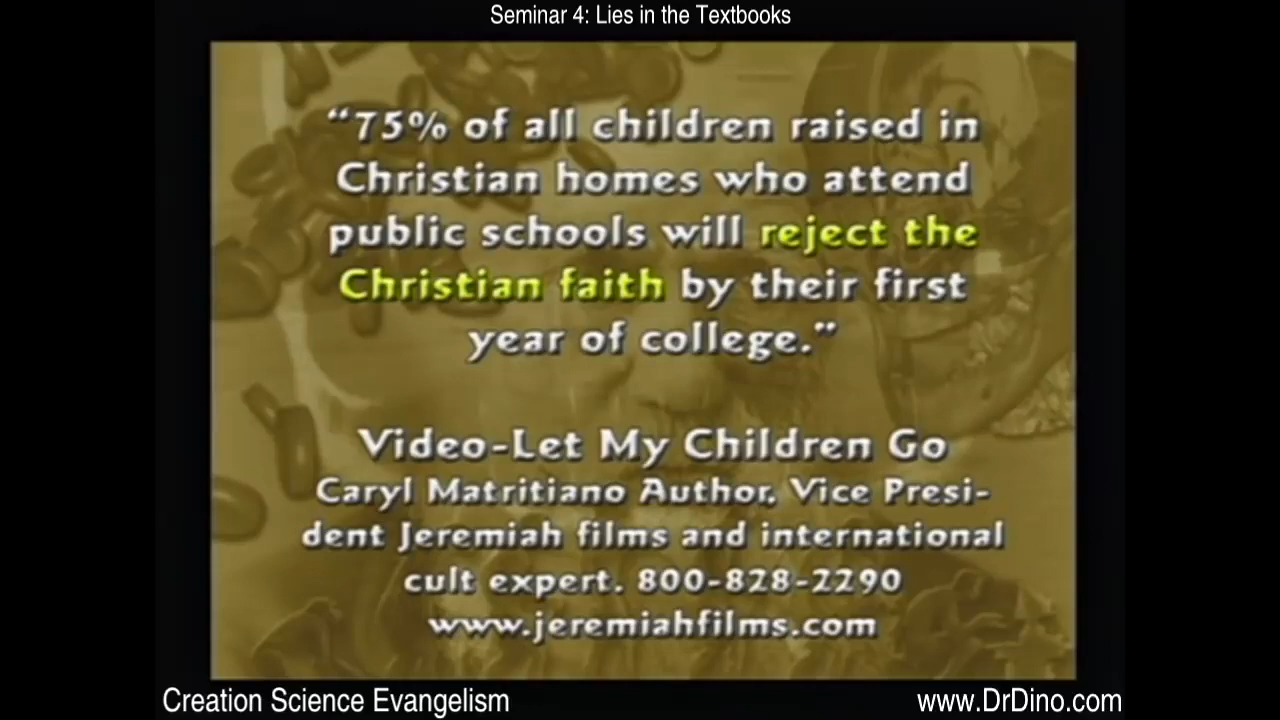 Seminar 4: Lies in the Textbooks
“75% of all children raised in
Christian homes who attend
public schools will reject the
Christian faith by their first
year of college.”
Video-Let My Children Go
Caryl Matritiano Author, Vice Presi-
dent Jeremiah films and international
cult expert. 800-828-2290
www.jeremiahfilms.com
Creation Science Evangelism
www.DrDino.com